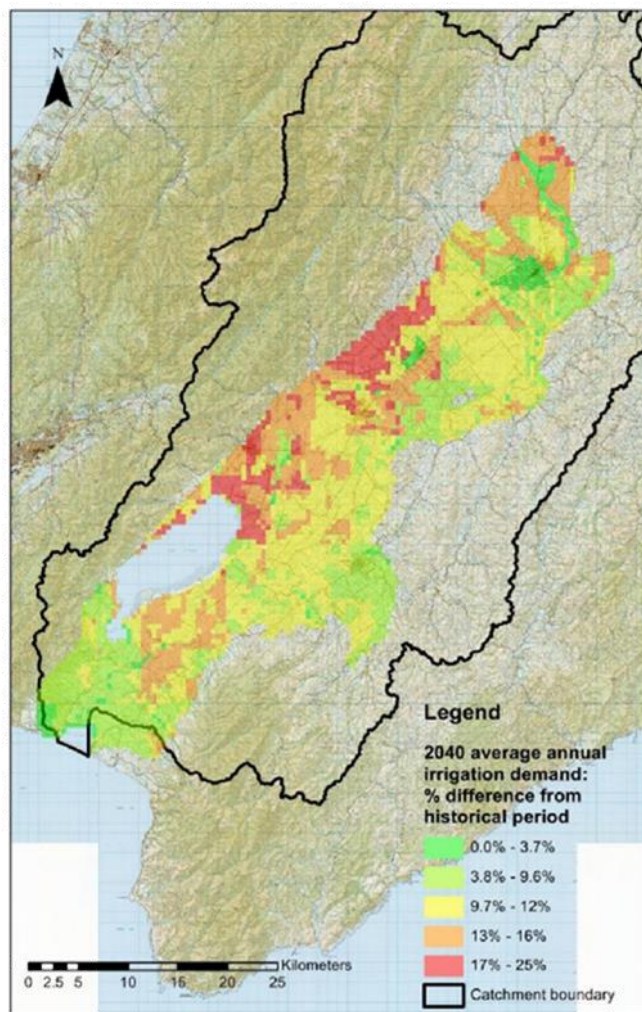 N
Legend
2040 average annual
irrigation demand:
% difference from
historical period
0.0% - 3.7%
3.8% - 9.6%
9.7% - 12%
13% - 16%
17% - 25%
Catchment boundary
Kilometers
0 2.5 5 10 15 20 25